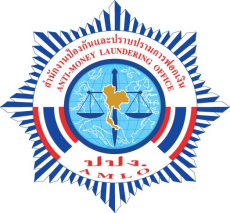 สำนักงานป้องกันและปราบปรามการฟอกเงิน
ANTI-MONEY LAUNDERING OFFICE
ปปง.
AMLO